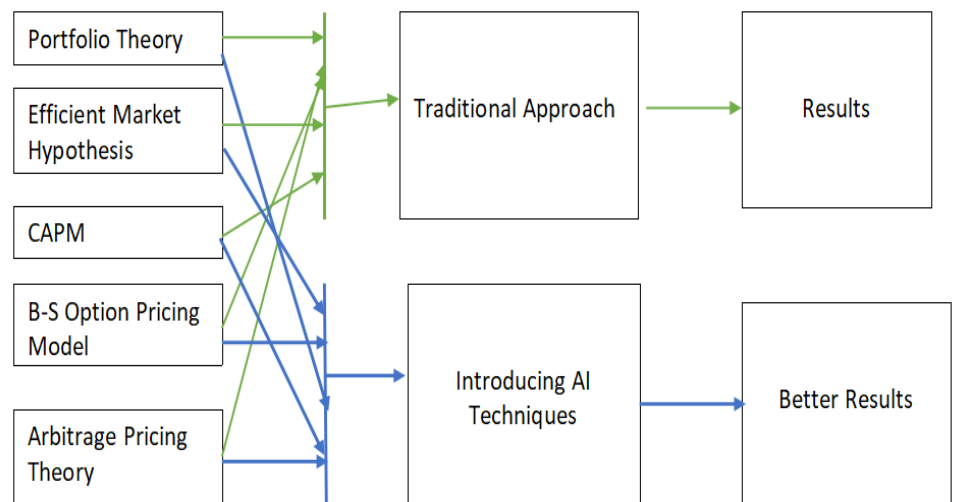 Portfolio Theory
Efficient Market
Hypothesis
CAPM
B-S Option Pricing
Model
Arbitrage Pricing
Theory
Traditional Approach
Results
Introducing AI
Techniques
Better Results